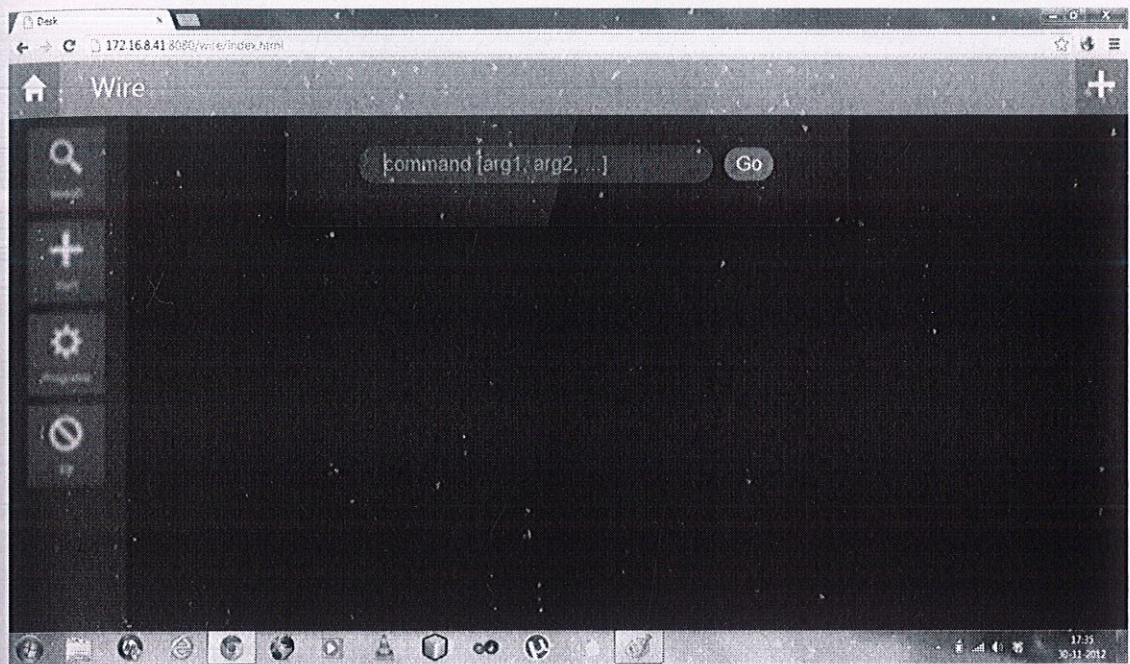 Desk
172.16.8.41:8080/wire/index.html
Wire
command [arg1, arg2, ...]
Go
17:35
30-11-2012